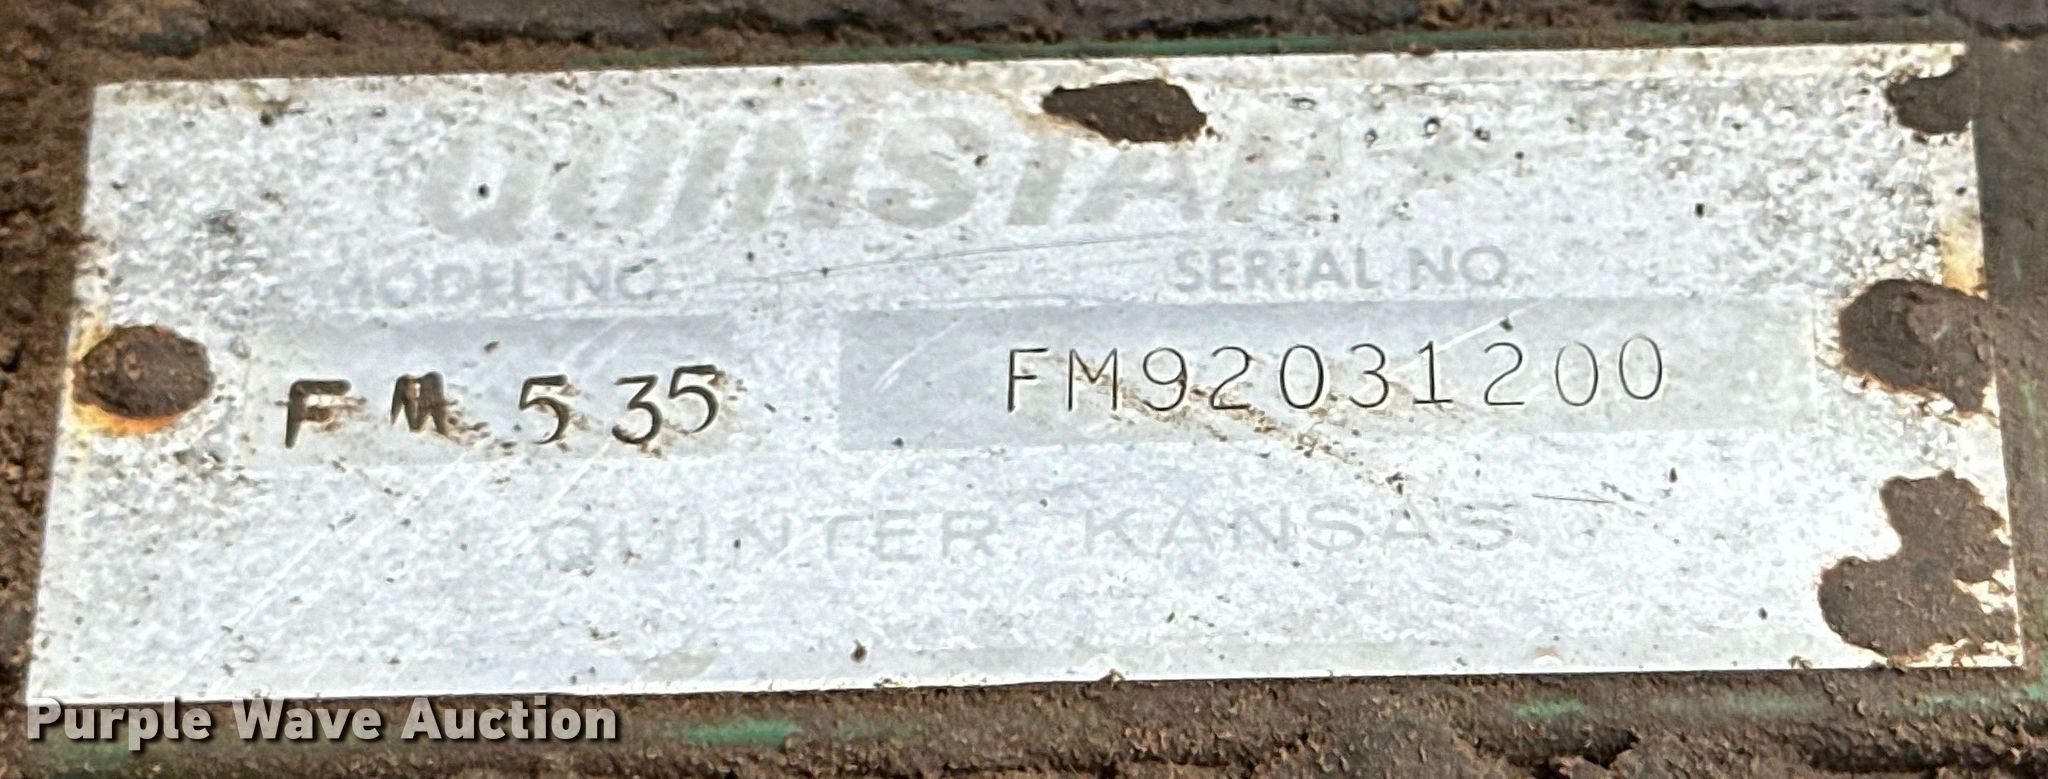 QUINSTAR
MODEL NO. SERIAL NO.
FM 535 FM92031200
QUINTER KANSAS
Purple Wave Auction